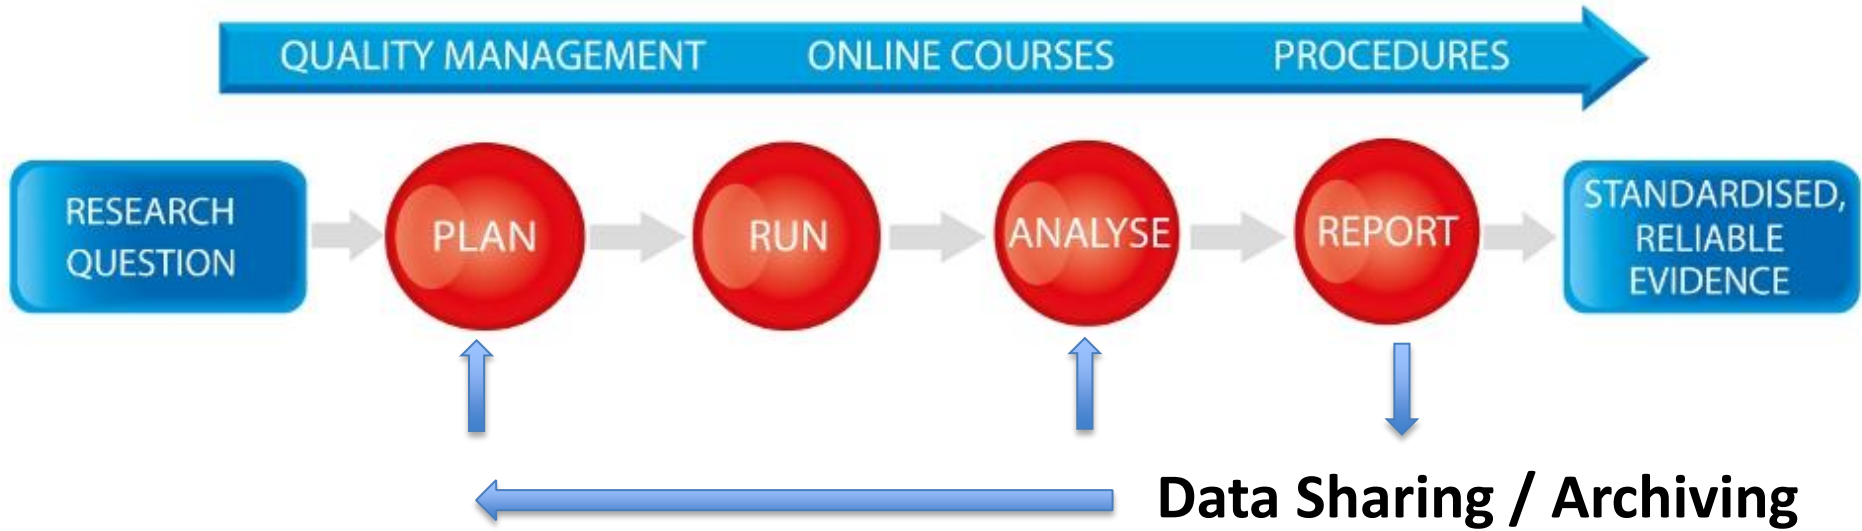 QUALITY MANAGEMENT ONLINE COURSES PROCEDURES
RESEARCH
QUESTION
PLAN
RUN
ANALYSE
REPORT
STANDARDISED,
RELIABLE
EVIDENCE
Data Sharing / Archiving